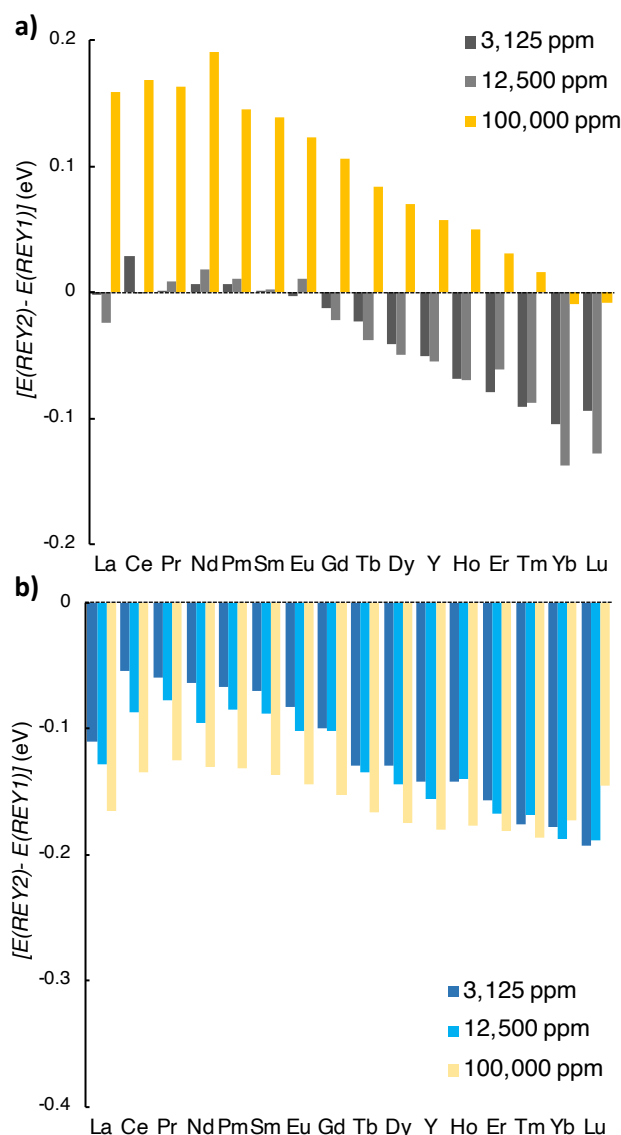 a)
0.2
0.1
0
-0.1
-0.2
[E(REY2)- E(REY1)] (eV)
3,125 ppm
12,500 ppm
100,000 ppm
La Ce Pr Nd Pm Sm Eu Gd Tb Dy Y Ho Er Tm Yb Lu
b)
0
-0.1
-0.2
-0.3
-0.4
[E(REY2)- E(REY1)] (eV)
3,125 ppm
12,500 ppm
100,000 ppm
La Ce Pr Nd Pm Sm Eu Gd Tb Dy Y Ho Er Tm Yb Lu